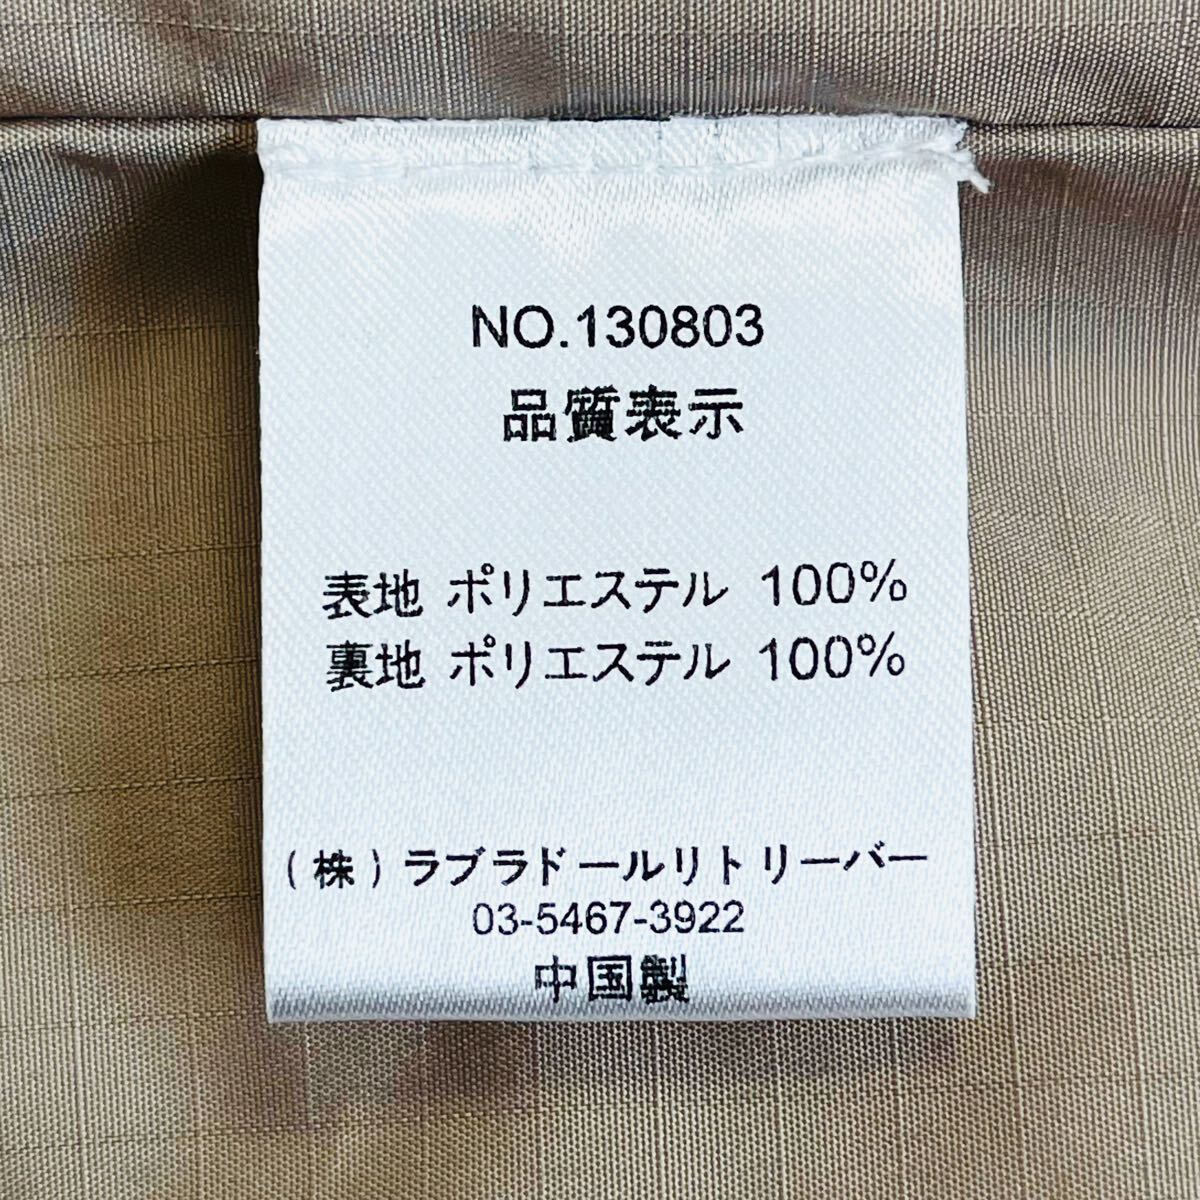 NO.130803
品質表示
表地 ポリエステル 100%
裏地 ポリエステル 100%
(株)ラブラドールリトリーバー
03-5467-3922
中国製